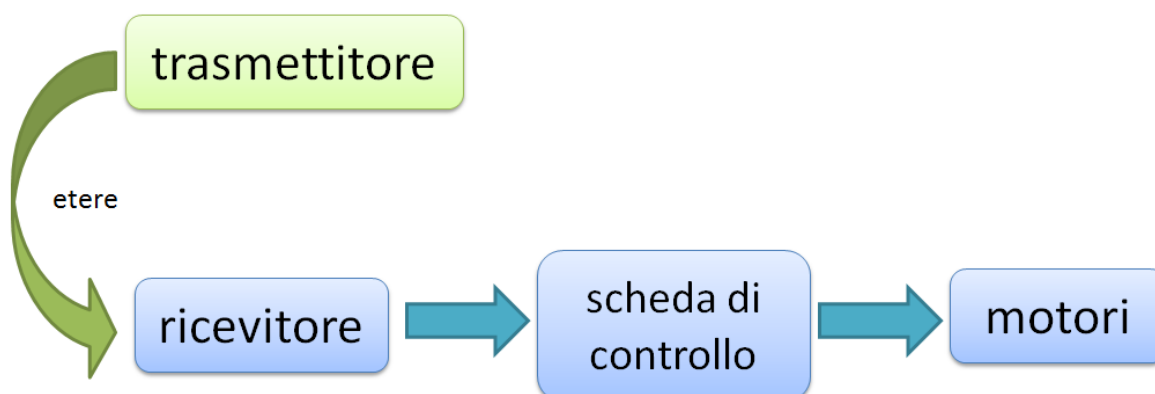 trasmettitore
etere
ricevitore
scheda di
controllo
motori